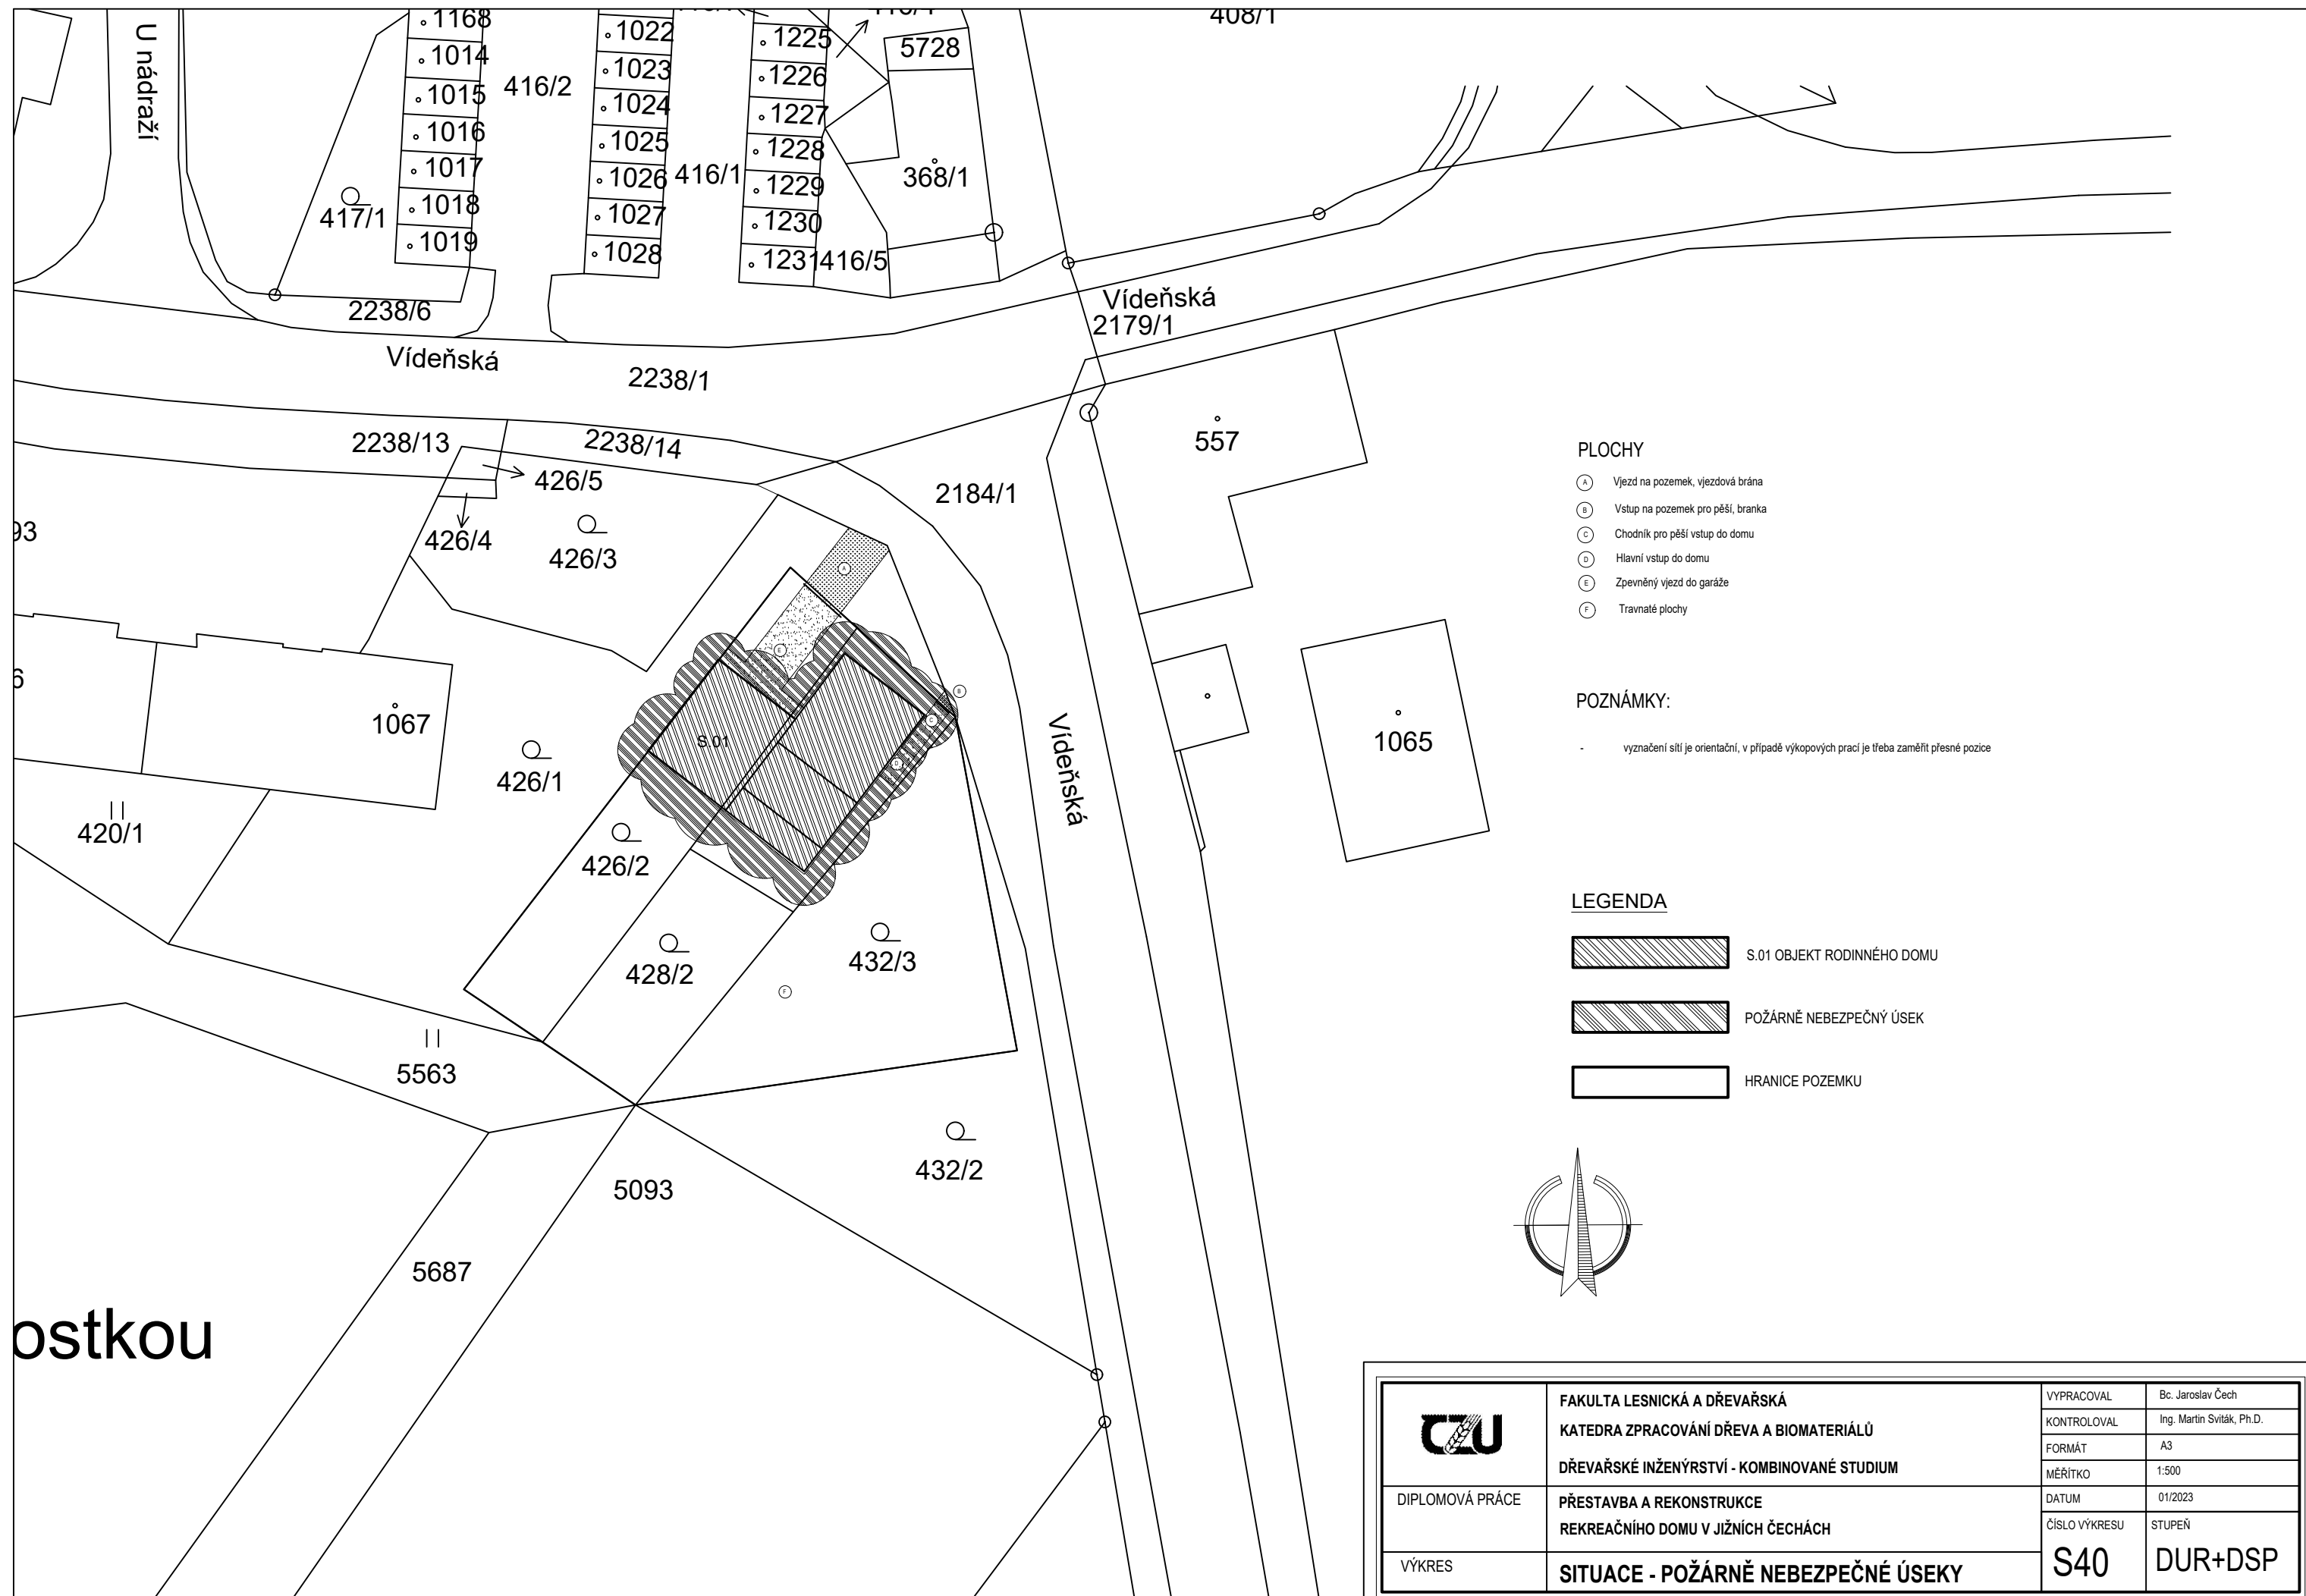 408/1
U nádraží
1168
1014
1015
1016
1017
1018
1019
416/2
1022
1023
1024
1025
1026
1027
1028
416/1
1225
1226
1227
1228
1229
1230
1231
416/5
5728
368/1
417/1
2238/6
Vídeňská
2238/1
Vídeňská
2179/1
2238/13
2238/14
426/5
426/4
426/3
2184/1
557
93
6
1067
426/1
S.01
A
E
B
C
D
Vídeňská
1065
420/1
426/2
428/2
432/3
F
5563
432/2
5093
5687
ostkou
PLOCHY
A Vjezd na pozemek, vjezdová brána
B Vstup na pozemek pro pěší, branka
C Chodník pro pěší vstup do domu
D Hlavní vstup do domu
E Zpevněný vjezd do garáže
F Travnaté plochy
POZNÁMKY:
- vyznačení sítí je orientační, v případě výkopových prací je třeba zaměřit přesné pozice
LEGENDA
S.01 OBJEKT RODINNÉHO DOMU
POŽÁRNĚ NEBEZPEČNÝ ÚSEK
HRANICE POZEMKU
CZU
FAKULTA LESNICKÁ A DŘEVAŘSKÁ
KATEDRA ZPRACOVÁNÍ DŘEVA A BIOMATERIÁLŮ
DŘEVAŘSKÉ INŽENÝRSTVÍ - KOMBINOVANÉ STUDIUM
DIPLOMOVÁ PRÁCE
PŘESTAVBA A REKONSTRUKCE
REKREAČNÍHO DOMU V JIŽNÍCH ČECHÁCH
VÝKRES
SITUACE - POŽÁRNĚ NEBEZPEČNÉ ÚSEKY
VYPRACOVAL Bc. Jaroslav Čech
KONTROLOVAL Ing. Martin Sviták, Ph.D.
FORMÁT A3
MĚŘÍTKO 1:500
DATUM 01/2023
ČÍSLO VÝKRESU STUPEŇ
S40 DUR+DSP